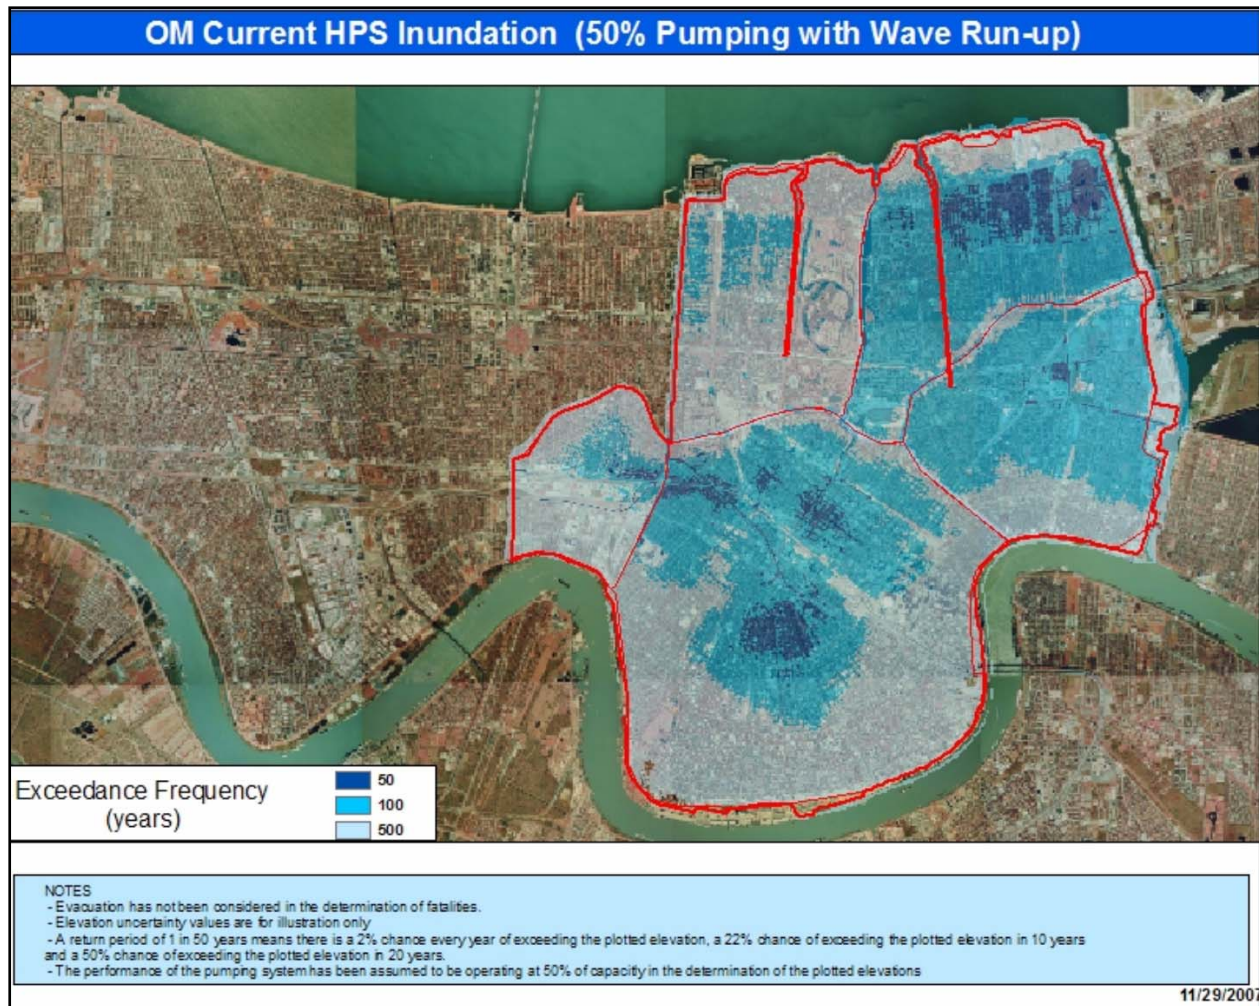 OM Current HPS Inundation (50% Pumping with Wave Run-up)
Exceedance Frequency
(years)
50
100
500
NOTES
- Evacuation has not been considered in the determination of fatalities.
- Elevation uncertainty values are for illustration only
- A return period of 1 in 50 years means there is a 2% chance every year of exceeding the plotted elevation, a 22% chance of exceeding the plotted elevation in 10 years
and a 50% chance of exceeding the plotted elevation in 20 years.
- The performance of the pumping system has been assumed to be operating at 50% of capacity in the determination of the plotted elevations
11/29/2007